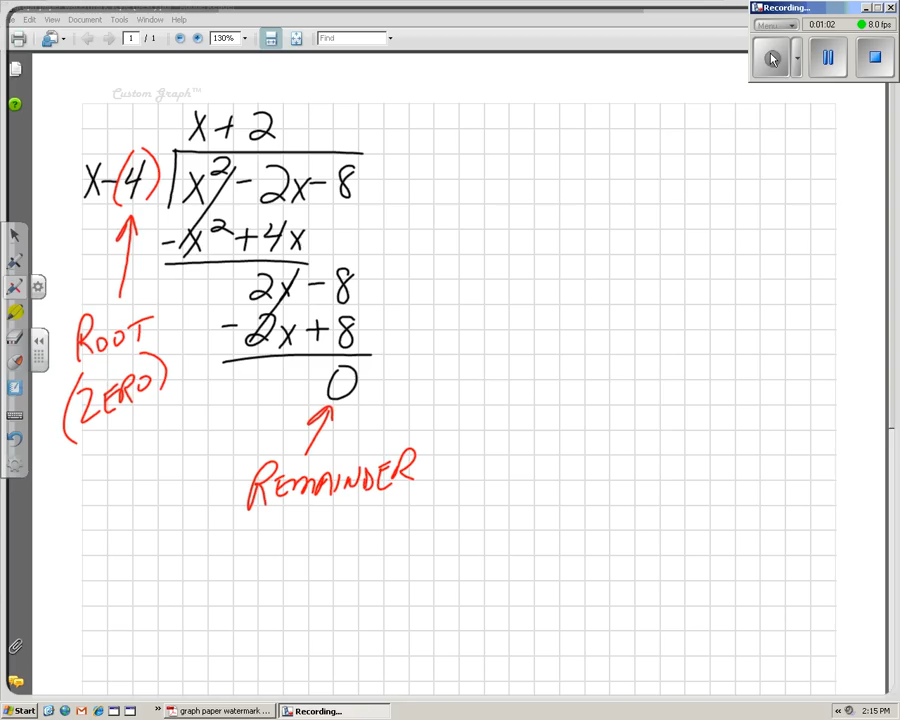 Recording...
Edit View Document Tools Window Help
Menu 0:01:02 8.0 fps
1 / 1 130% Find
Custom Graph™
x + 2
x - (4) x² - 2x - 8
- x² + 4x
2x - 8
- 2x + 8
0
ROOT
(ZERO)
REMAINDER
Start » graph paper watermark ... Recording... « 2:15 PM